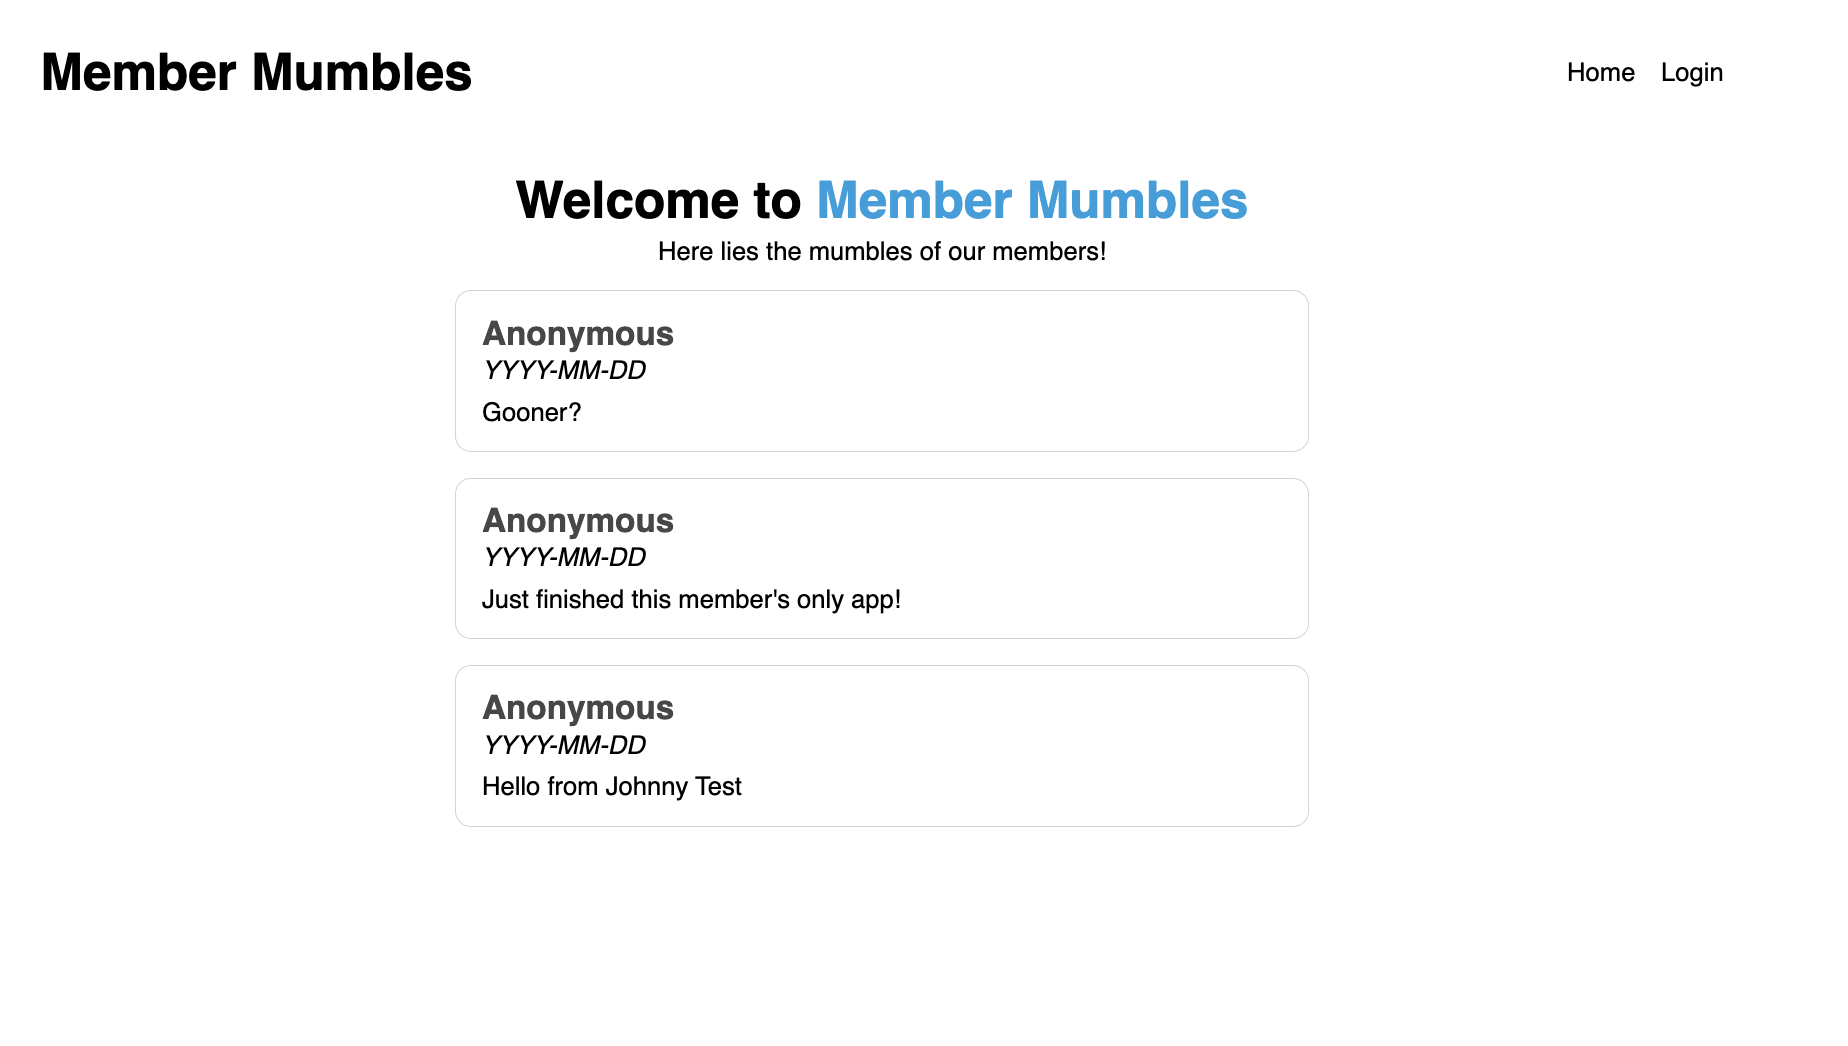 Member Mumbles
Home Login
Welcome to Member Mumbles
Here lies the mumbles of our members!
Anonymous
YYYY-MM-DD
Gooner?
Anonymous
YYYY-MM-DD
Just finished this member's only app!
Anonymous
YYYY-MM-DD
Hello from Johnny Test